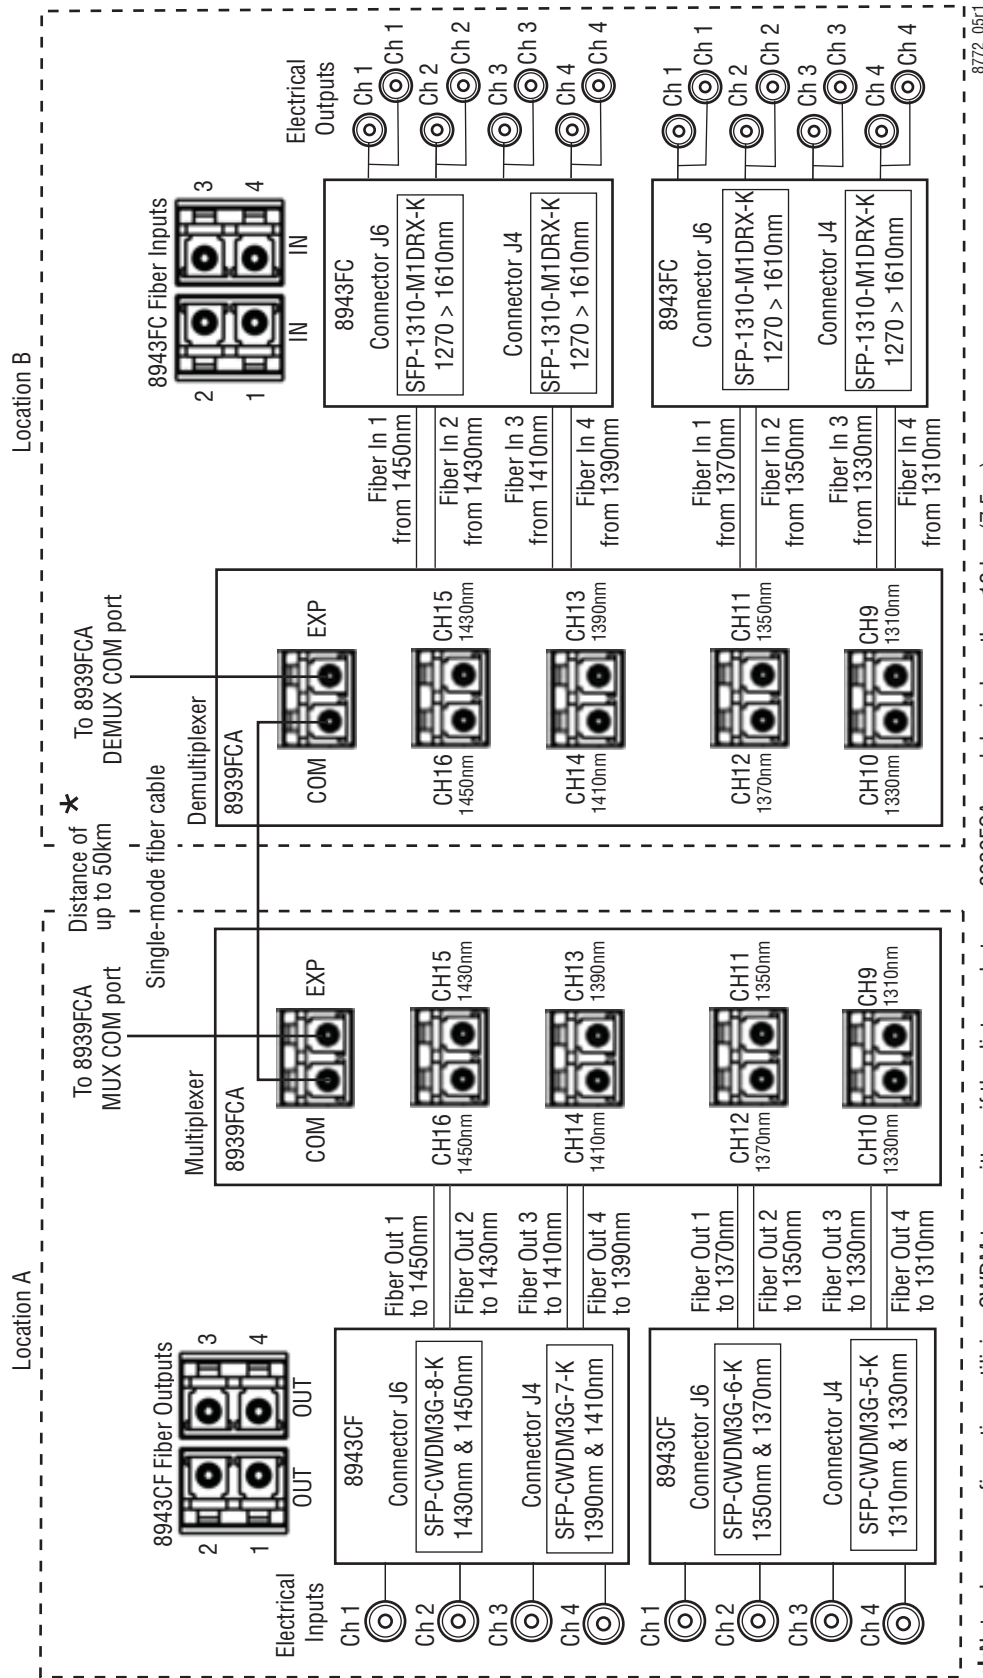 Location A
Location B
8943CF Fiber Outputs
2
1
3
4
OUT
OUT
Electrical
Inputs
Ch 1
Ch 2
Ch 3
Ch 4
8943CF
Connector J6
SFP-CWDM3G-8-K
1430nm & 1450nm
Connector J4
SFP-CWDM3G-7-K
1390nm & 1410nm
Ch 1
Ch 2
Ch 3
Ch 4
8943CF
Connector J6
SFP-CWDM3G-6-K
1350nm & 1370nm
Connector J4
SFP-CWDM3G-5-K
1310nm & 1330nm
Fiber Out 1
to 1450nm
Fiber Out 2
to 1430nm
Fiber Out 3
to 1410nm
Fiber Out 4
to 1390nm
Fiber Out 1
to 1370nm
Fiber Out 2
to 1350nm
Fiber Out 3
to 1330nm
Fiber Out 4
to 1310nm
To 8939FCA
MUX COM port
Multiplexer
8939FCA
COM
EXP
CH16
1450nm
CH15
1430nm
CH14
1410nm
CH13
1390nm
CH12
1370nm
CH11
1350nm
CH10
1330nm
CH9
1310nm
Distance of *
up to 50km
Single-mode fiber cable
To 8939FCA
DEMUX COM port
Demultiplexer
8939FCA
COM
EXP
CH16
1450nm
CH15
1430nm
CH14
1410nm
CH13
1390nm
CH12
1370nm
CH11
1350nm
CH10
1330nm
CH9
1310nm
Fiber In 1
from 1450nm
Fiber In 2
from 1430nm
Fiber In 3
from 1410nm
Fiber In 4
from 1390nm
Fiber In 1
from 1370nm
Fiber In 2
from 1350nm
Fiber In 3
from 1330nm
Fiber In 4
from 1310nm
8943FC Fiber Inputs
2
1
3
4
IN
IN
8943FC
Connector J6
SFP-1310-M1DRX-K
1270 > 1610nm
Connector J4
SFP-1310-M1DRX-K
1270 > 1610nm
8943FC
Connector J6
SFP-1310-M1DRX-K
1270 > 1610nm
Connector J4
SFP-1310-M1DRX-K
1270 > 1610nm
Electrical
Outputs
Ch 1
Ch 1
Ch 2
Ch 2
Ch 3
Ch 3
Ch 4
Ch 4
Ch 1
Ch 1
Ch 2
Ch 2
Ch 3
Ch 3
Ch 4
Ch 4
8772_05r1